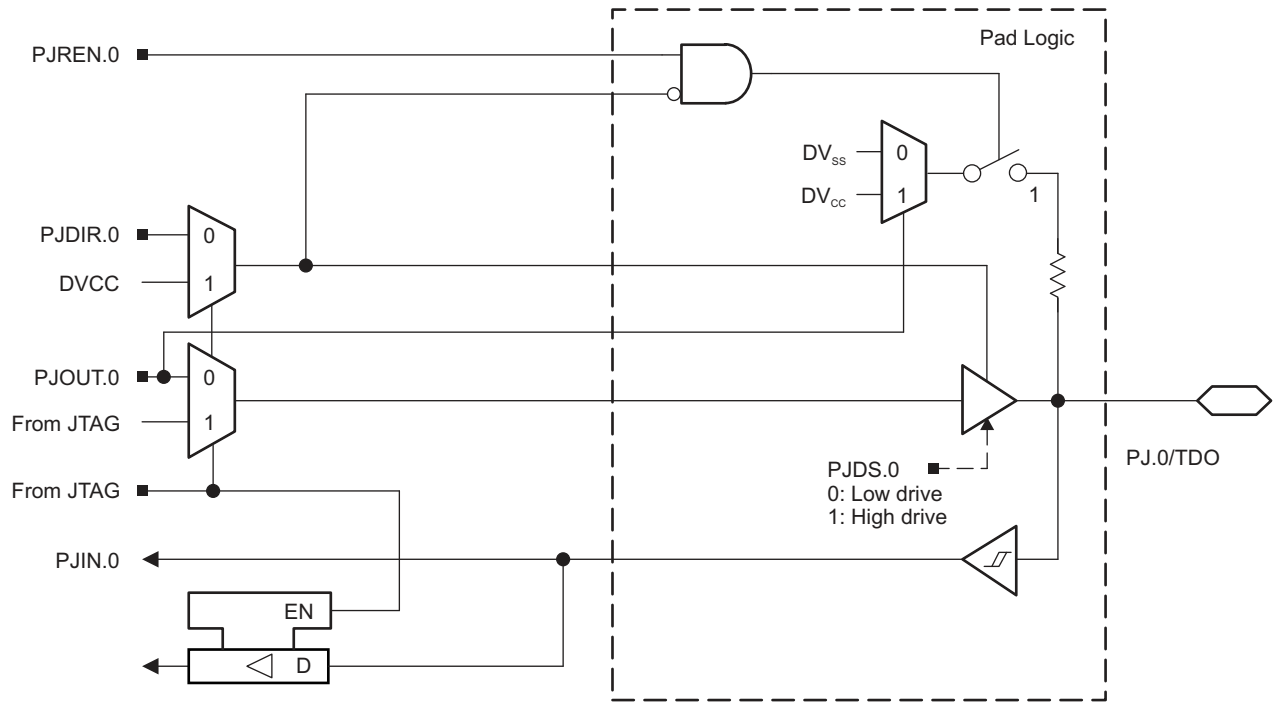 Pad Logic
PJREN.0
DVSS
0
DVCC
1
1
PJDIR.0
0
DVCC
1
PJOUT.0
0
From JTAG
1
From JTAG
PJDS.0
0: Low drive
1: High drive
PJ.0/TDO
PJIN.0
EN
D